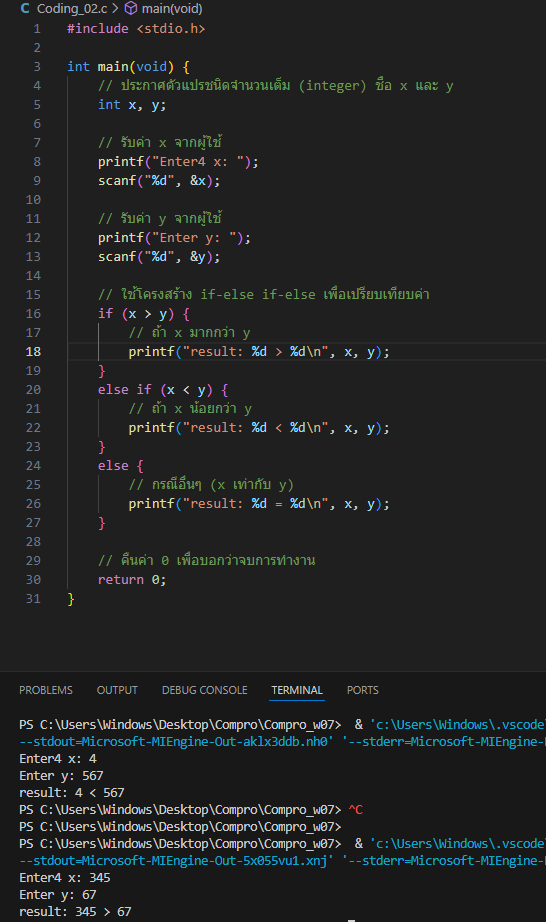 C Coding_02.c > main(void)
1 #include <stdio.h>
2
3 int main(void) {
4 // ประกาศตัวแปรชนิดจำนวนเต็ม (integer) ชื่อ x และ y
5 int x, y;
6
7 // รับค่า x จากผู้ใช้
8 printf("Enter4 x: ");
9 scanf("%d", &x);
10
11 // รับค่า y จากผู้ใช้
12 printf("Enter y: ");
13 scanf("%d", &y);
14
15 // ใช้โครงสร้าง if-else if-else เพื่อเปรียบเทียบค่า
16 if (x > y) {
17 // ถ้า x มากกว่า y
18 printf("result: %d > %d\n", x, y);
19 }
20 else if (x < y) {
21 // ถ้า x น้อยกว่า y
22 printf("result: %d < %d\n", x, y);
23 }
24 else {
25 // กรณีอื่นๆ (x เท่ากับ y)
26 printf("result: %d = %d\n", x, y);
27 }
28
29 // คืนค่า 0 เพื่อบอกว่าจบการทำงาน
30 return 0;
31 }
PROBLEMS OUTPUT DEBUG CONSOLE TERMINAL PORTS
PS C:\Users\Windows\Desktop\Compro\Compro_w07> & 'c:\Users\Windows\.vscode\
--stdout=Microsoft-MIEngine-Out-aklx3ddb.nh0' '--stderr=Microsoft-MIEngine-
Enter4 x: 4
Enter y: 567
result: 4 < 567
PS C:\Users\Windows\Desktop\Compro\Compro_w07> ^C
PS C:\Users\Windows\Desktop\Compro\Compro_w07>
PS C:\Users\Windows\Desktop\Compro\Compro_w07> & 'c:\Users\Windows\.vscode\
--stdout=Microsoft-MIEngine-Out-5x055vu1.xnj' '--stderr=Microsoft-MIEngine-
Enter4 x: 345
Enter y: 67
result: 345 > 67